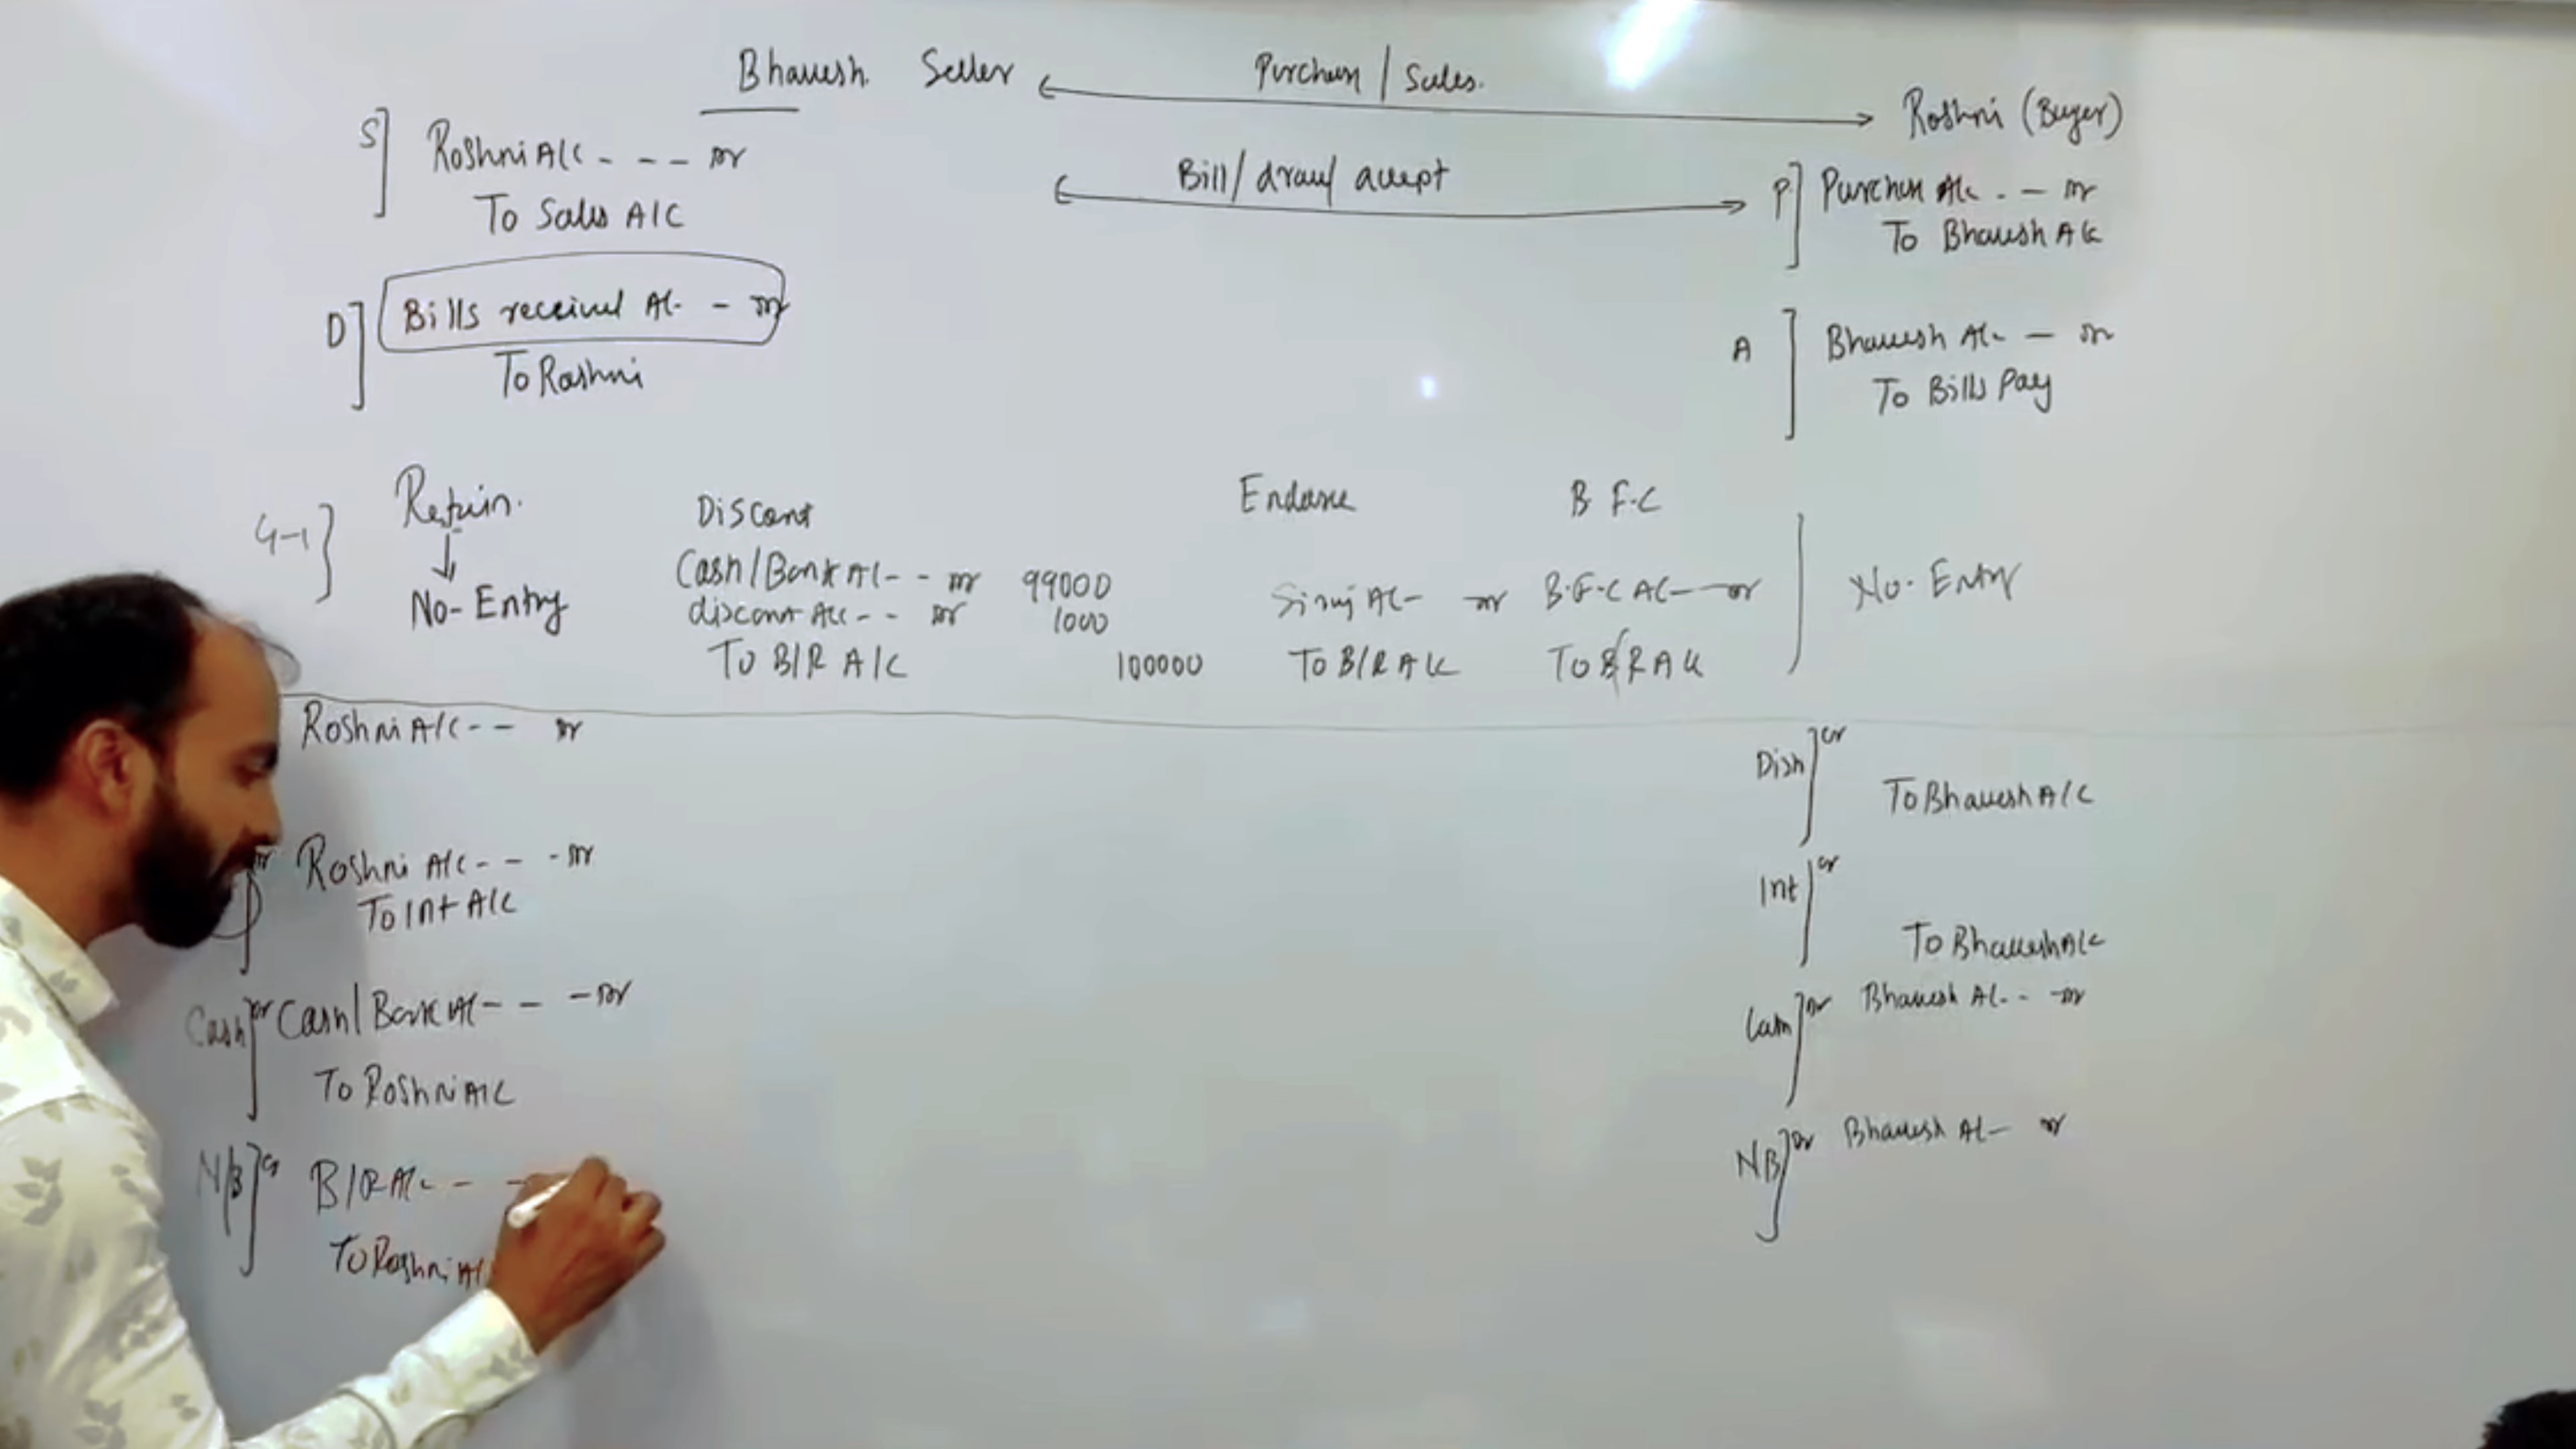 Bhavesh Seller Purchase / Sales. Roshni (Buyer)
S] Roshni A/C - - - Dr
To Sales A/C
Bill/ draw/ accept
P] Purchase A/c - - Dr
To Bhavesh A/c
D] Bills received A/c - - Dr
To Roshni
A ] Bhavesh A/c - Dr
To Bills Pay
4-1} Retain.
No-Entry
Discount
Cash/Bank A/c - - Dr 99000
discount A/c - - Dr 1000
To B/R A/C 100000
Endorse
A/c - Dr
To B/R A/c
B.F.C
B.F.C A/c - Dr
To B/R A/c
No. Entry
Roshni A/C - - Dr
Roshni A/c - - - Dr
To Int A/C
Cash] Dr Cash/Bank A/c - - - Dr
To Roshni A/C
N/B] B/R A/c - -
To Roshni A/
Dish] Cr
To Bhavesh A/C
Int] Cr
To Bhavesh A/c
Cash] Dr Bhavesh A/c - - Dr
NB] Dr Bhavesh A/c - Dr